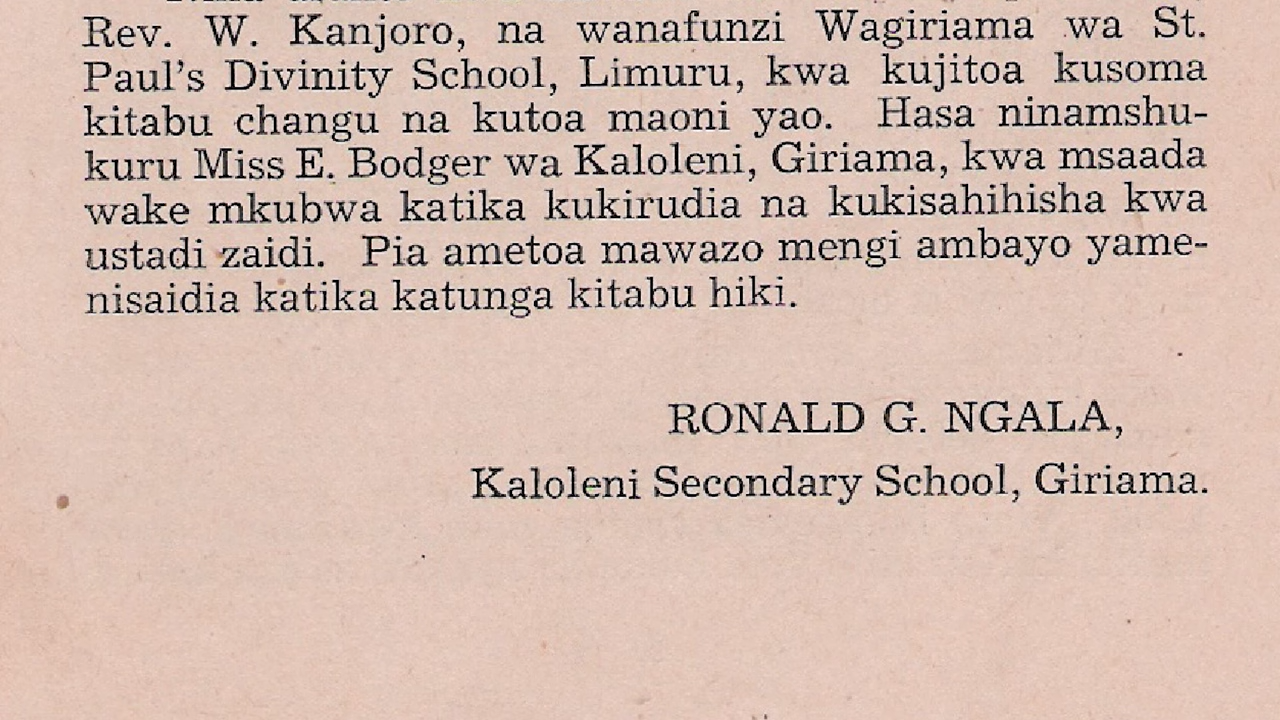 Rev. W. Kanjoro, na wanafunzi Wagiriama wa St.
Paul's Divinity School, Limuru, kwa kujitoa kusoma
kitabu changu na kutoa maoni yao. Hasa ninamshu-
kuru Miss E. Bodger wa Kaloleni, Giriama, kwa msaada
wake mkubwa katika kukirudia na kukisahihisha kwa
ustadi zaidi. Pia ametoa mawazo mengi ambayo yame-
nisaidia katika katunga kitabu hiki.
RONALD G. NGALA,
Kaloleni Secondary School, Giriama.